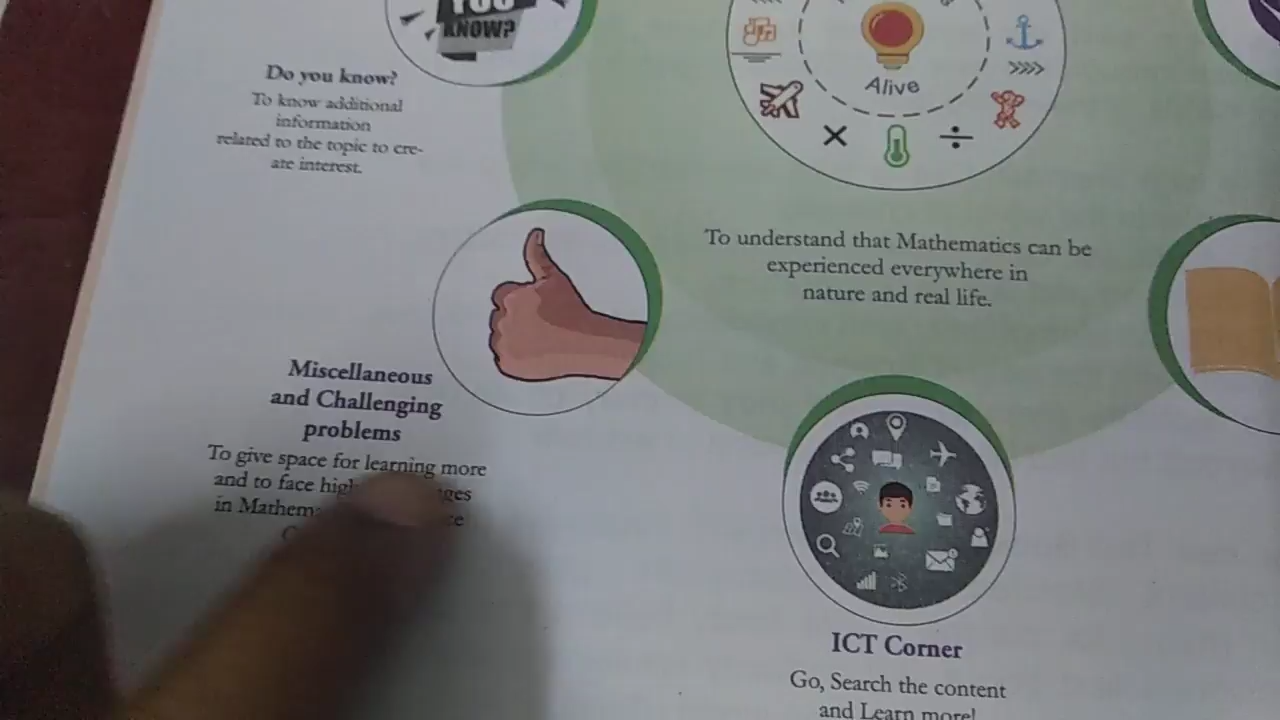 YOU
KNOW?
Do you know?
To know additional
information
related to the topic to cre-
ate interest.
Alive
To understand that Mathematics can be
experienced everywhere in
nature and real life.
Miscellaneous
and Challenging
problems
To give space for learning more
and to face
in
ICT Corner
Go, Search the content
and Learn more!